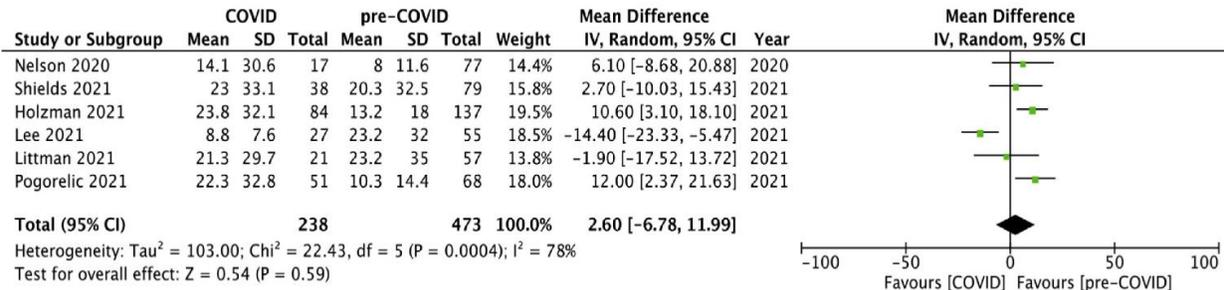 COVID pre-COVID Mean Difference Mean Difference
Study or Subgroup Mean SD Total Mean SD Total Weight IV, Random, 95% CI Year IV, Random, 95% CI
Nelson 2020 14.1 30.6 17 8 11.6 77 14.4% 6.10 [-8.68, 20.88] 2020
Shields 2021 23 33.1 38 20.3 32.5 79 15.8% 2.70 [-10.03, 15.43] 2021
Holzman 2021 23.8 32.1 84 13.2 18 137 19.5% 10.60 [3.10, 18.10] 2021
Lee 2021 8.8 7.6 27 23.2 32 55 18.5% -14.40 [-23.33, -5.47] 2021
Littman 2021 21.3 29.7 21 23.2 35 57 13.8% -1.90 [-17.52, 13.72] 2021
Pogorelic 2021 22.3 32.8 51 10.3 14.4 68 18.0% 12.00 [2.37, 21.63] 2021
Total (95% CI) 238 473 100.0% 2.60 [-6.78, 11.99]
Heterogeneity: Tau² = 103.00; Chi² = 22.43, df = 5 (P = 0.0004); I² = 78%
Test for overall effect: Z = 0.54 (P = 0.59)
-100 -50 0 50 100
Favours [COVID] Favours [pre-COVID]